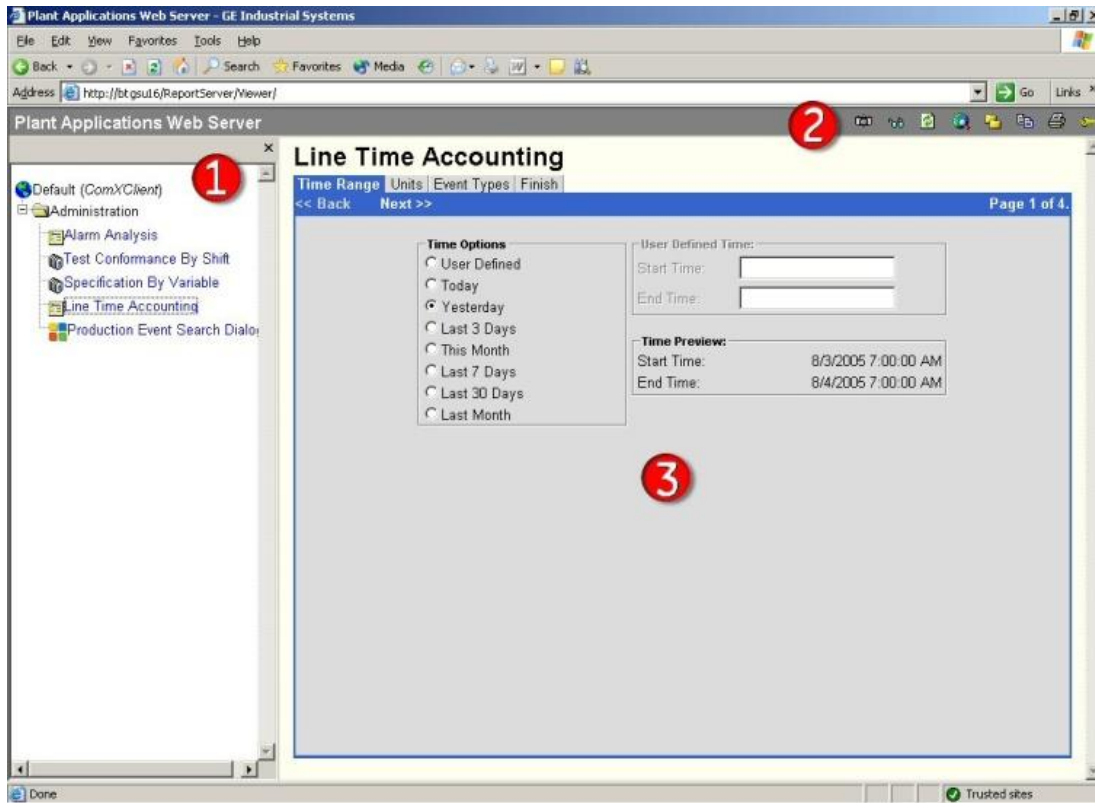 Plant Applications Web Server - GE Industrial Systems
File Edit View Favorites Tools Help
Back Search Favorites Media
Address http://btgsu16/ReportServer/Viewer/ Go Links »
Plant Applications Web Server
2
1
Default (ComXClient)
Administration
Alarm Analysis
Test Conformance By Shift
Specification By Variable
Line Time Accounting
Production Event Search Dialog
Line Time Accounting
Time Range Units Event Types Finish
<< Back Next >> Page 1 of 4.
Time Options
User Defined
Today
Yesterday
Last 3 Days
This Month
Last 7 Days
Last 30 Days
Last Month
User Defined Time:
Start Time:
End Time:
Time Preview:
Start Time: 8/3/2005 7:00:00 AM
End Time: 8/4/2005 7:00:00 AM
3
Done Trusted sites